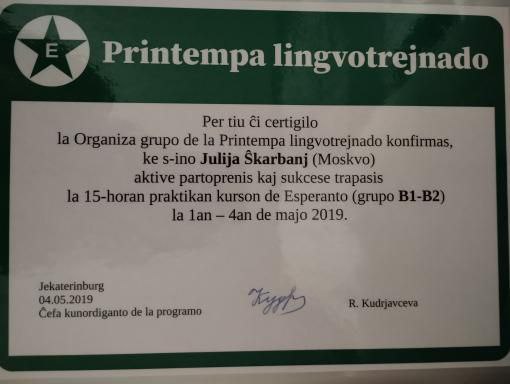 E
Printempa lingvotrejnado
Per tiu ĉi certigilo
la Organiza grupo de la Printempa lingvotrejnado konfirmas,
ke s-ino Julija Ŝkarbanj (Moskvo)
aktive partoprenis kaj sukcese trapasis
la 15-horan praktikan kurson de Esperanto (grupo B1-B2)
la 1an – 4an de majo 2019.
Jekaterinburg
04.05.2019
Ĉefa kunordiganto de la programo
R. Kudrjavceva